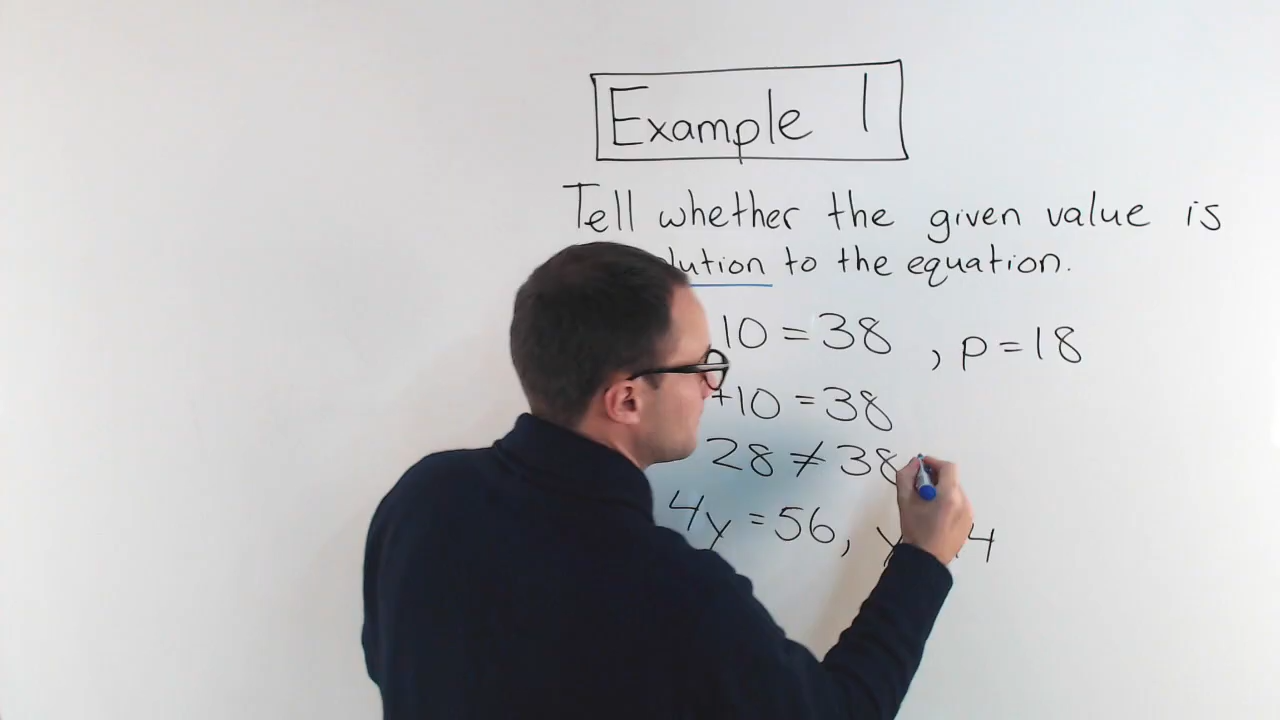 Example 1
Tell whether the given value is
lution to the equation.
10 = 38 , p = 18
+10 = 38
28 ≠ 38
4y = 56, y 4